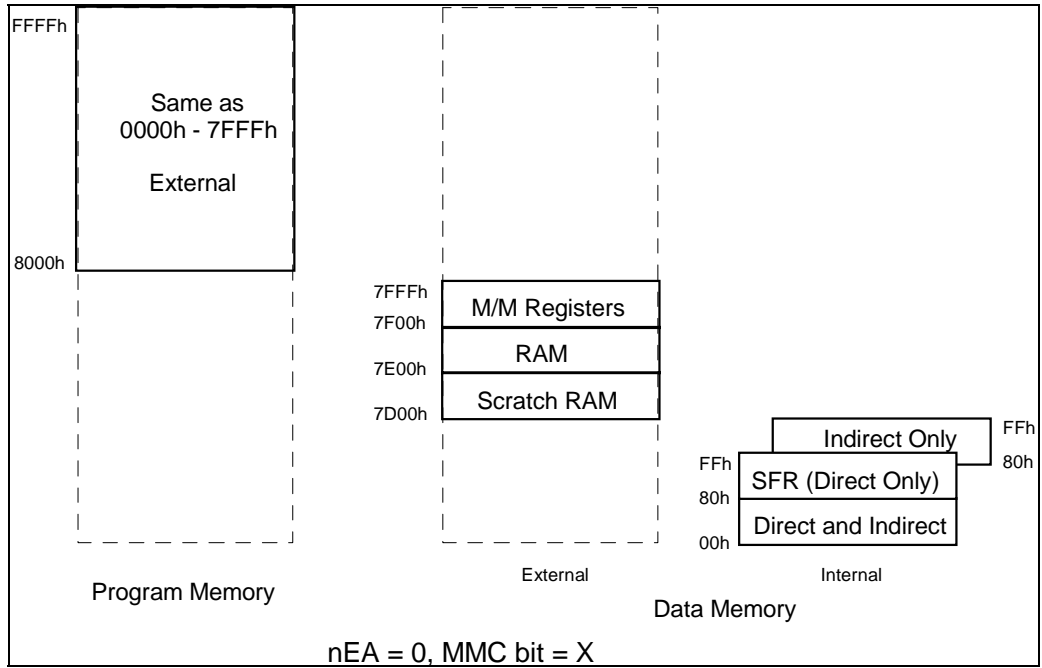 FFFFh
Same as
0000h - 7FFFh
External
8000h
7FFFh
M/M Registers
7F00h
RAM
7E00h
Scratch RAM
7D00h
Indirect Only
FFh
80h
FFh
SFR (Direct Only)
80h
Direct and Indirect
00h
External
Internal
Program Memory
Data Memory
nEA = 0, MMC bit = X